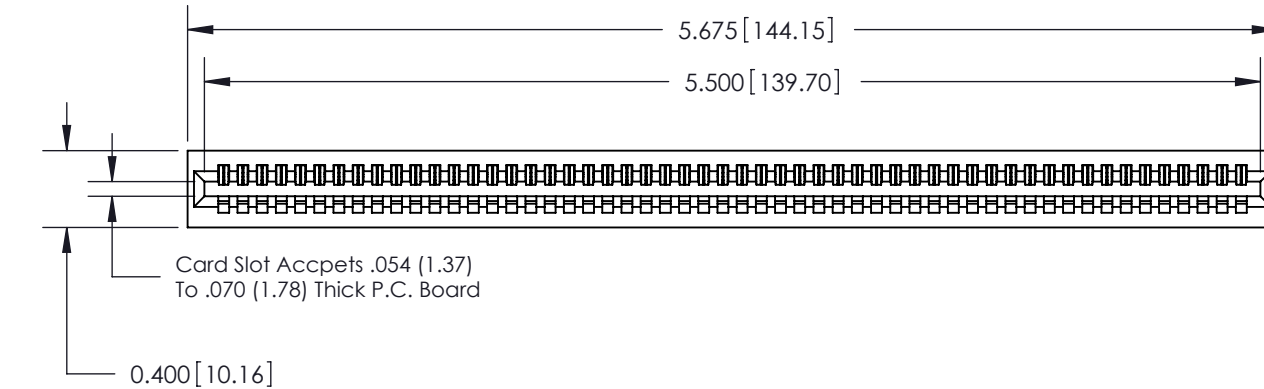 5.675[144.15]
5.500[139.70]
Card Slot Accpets .054 (1.37)
To .070 (1.78) Thick P.C. Board
0.400[10.16]